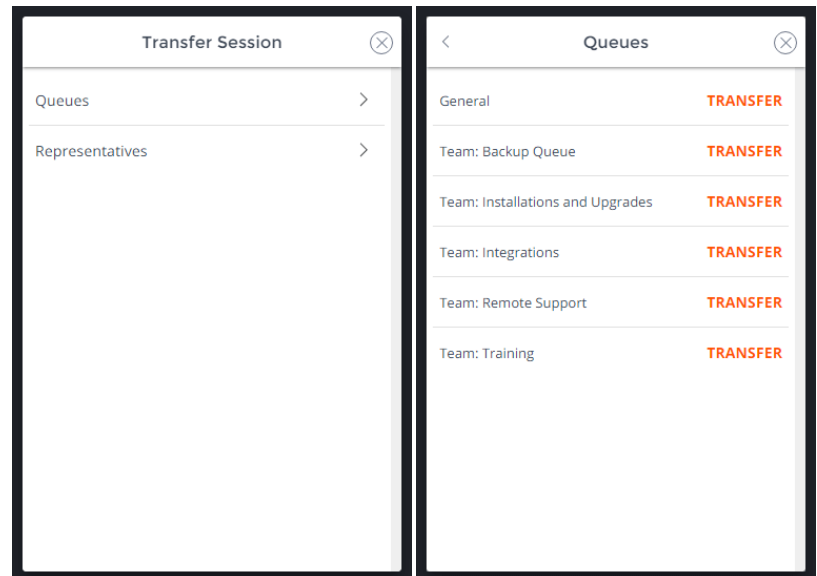 Transfer Session
Queues
Representatives
Queues
General TRANSFER
Team: Backup Queue TRANSFER
Team: Installations and Upgrades TRANSFER
Team: Integrations TRANSFER
Team: Remote Support TRANSFER
Team: Training TRANSFER